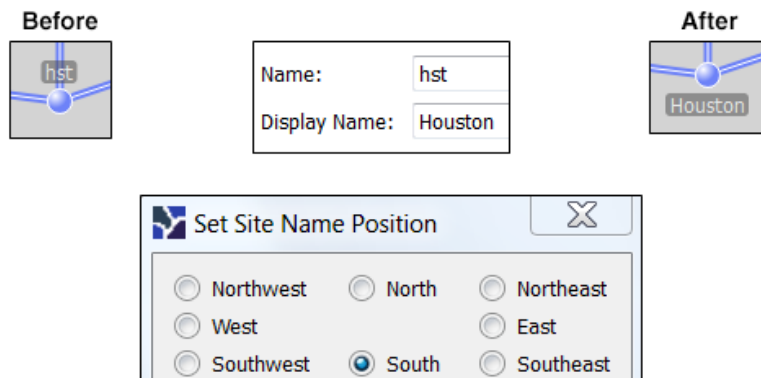 Before
After
hst
Name: hst
Display Name: Houston
Houston
Set Site Name Position
Northwest North Northeast
West East
Southwest South Southeast